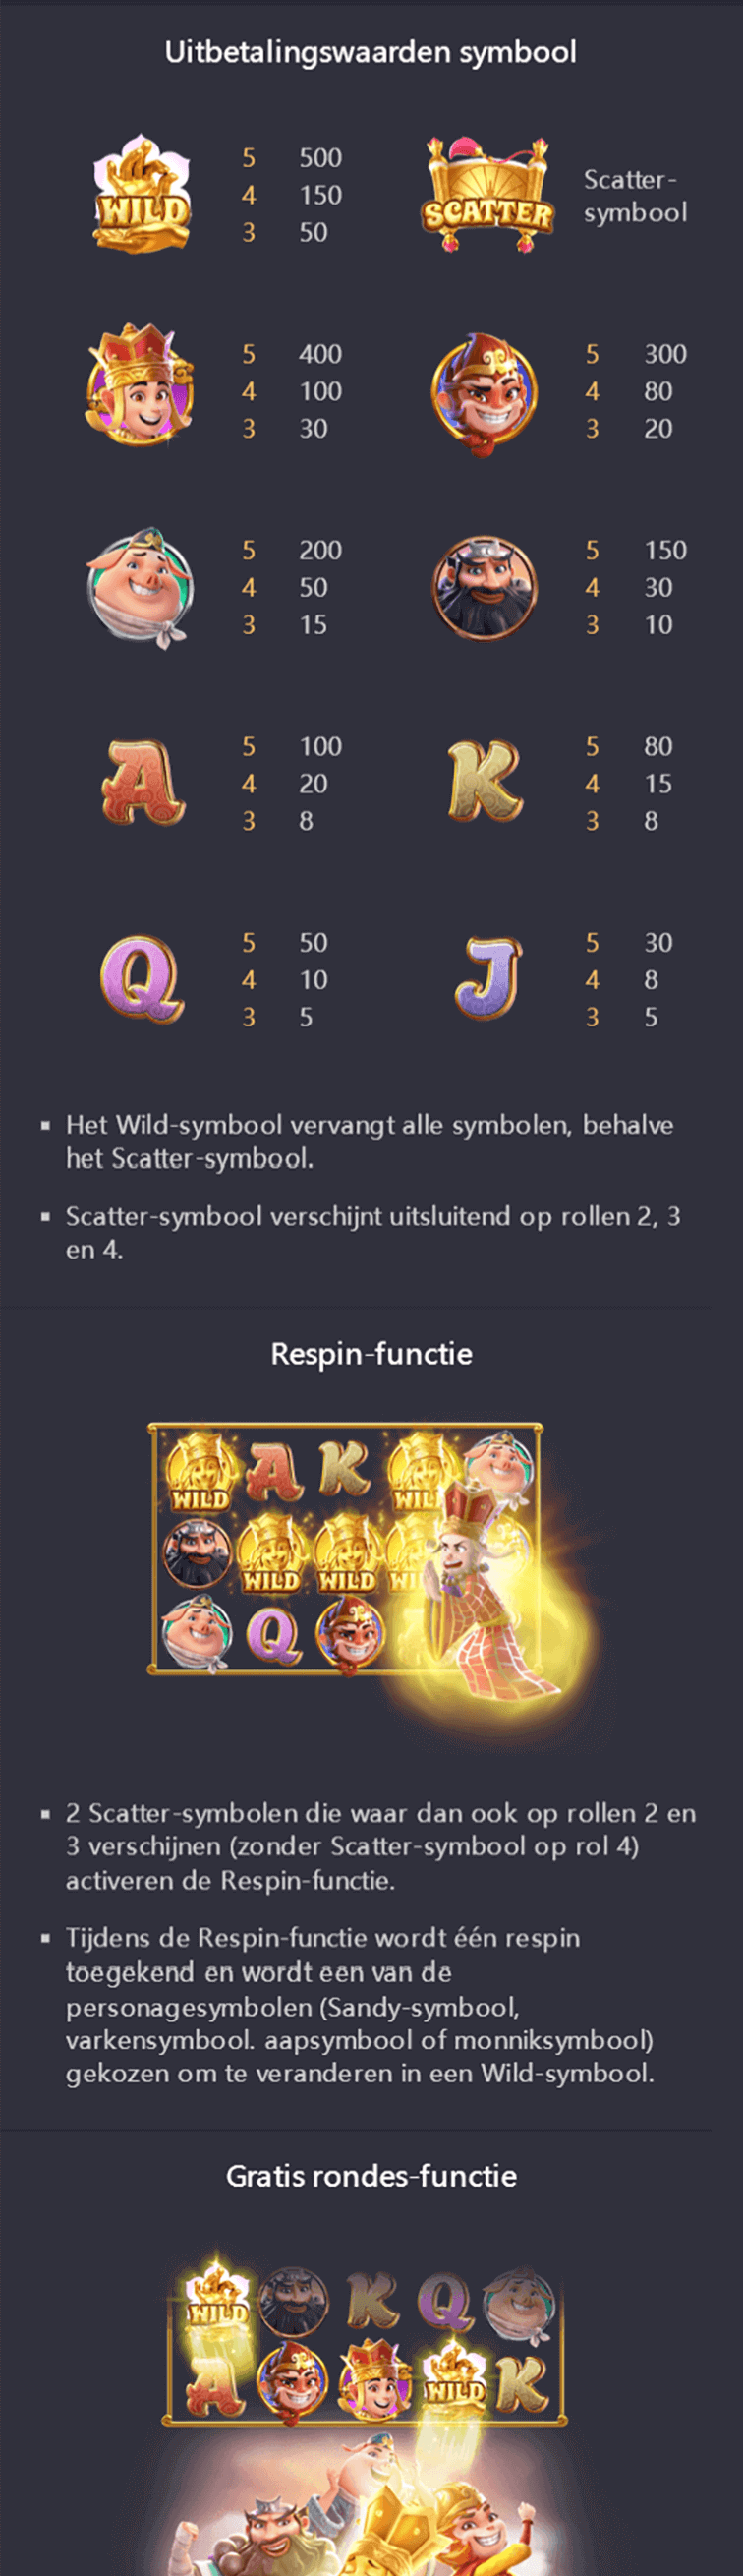 Uitbetalingswaarden symbool
WILD
5 500
4 150
3 50
SCATTER
Scatter-
symbool
5 400
4 100
3 30
5 300
4 80
3 20
5 200
4 50
3 15
5 150
4 30
3 10
A
5 100
4 20
3 8
K
5 80
4 15
3 8
Q
5 50
4 10
3 5
J
5 30
4 8
3 5
▪ Het Wild-symbool vervangt alle symbolen, behalve
het Scatter-symbool.
▪ Scatter-symbool verschijnt uitsluitend op rollen 2, 3
en 4.
Respin-functie
WILD A K WILD
WILD WILD WI
Q
▪ 2 Scatter-symbolen die waar dan ook op rollen 2 en
3 verschijnen (zonder Scatter-symbool op rol 4)
activeren de Respin-functie.
▪ Tijdens de Respin-functie wordt één respin
toegekend en wordt een van de
personagesymbolen (Sandy-symbool,
varkensymbool. aapsymbool of monniksymbool)
gekozen om te veranderen in een Wild-symbool.
Gratis rondes-functie
WILD K Q
A WILD K